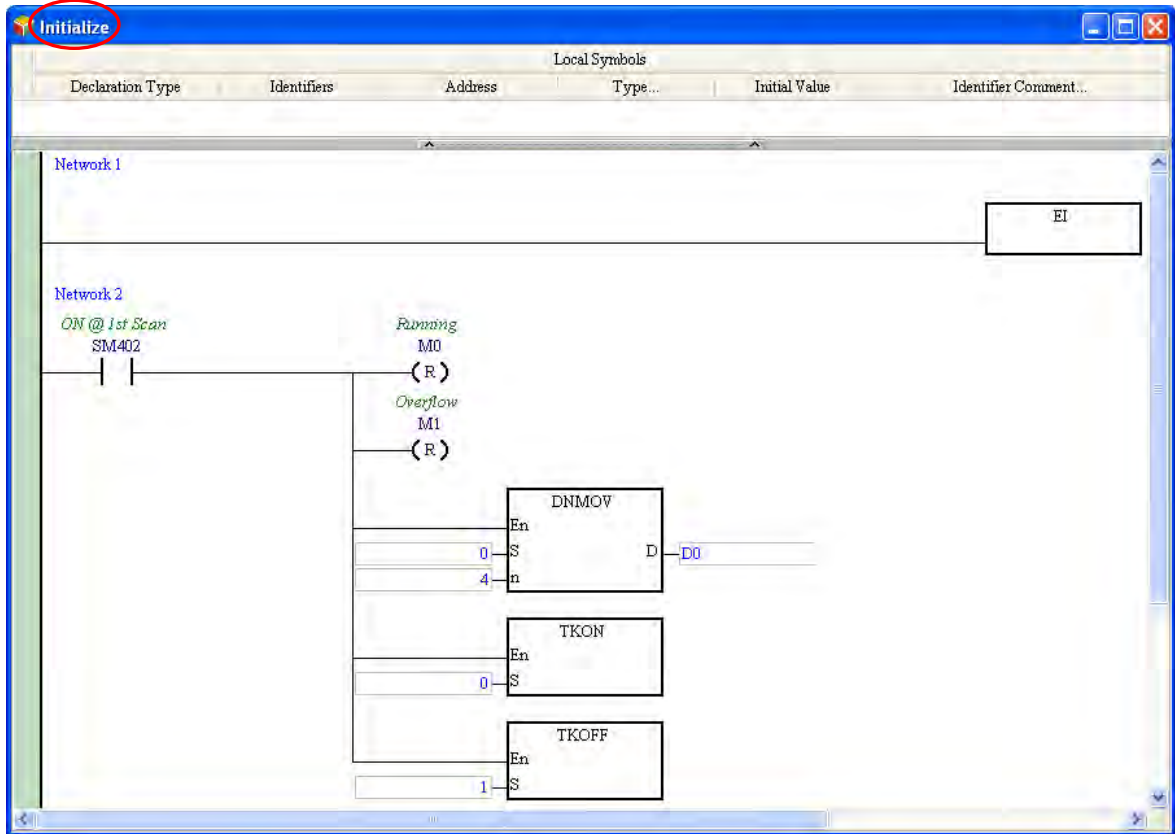 Initialize
Local Symbols
Declaration Type Identifiers Address Type... Initial Value Identifier Comment...
Network 1
EI
Network 2
ON @ 1st Scan Running
SM402 M0
R
Overflow
M1
R
DNMOV
En
0 S D D0
4 n
TKON
En
0 S
TKOFF
En
1 S